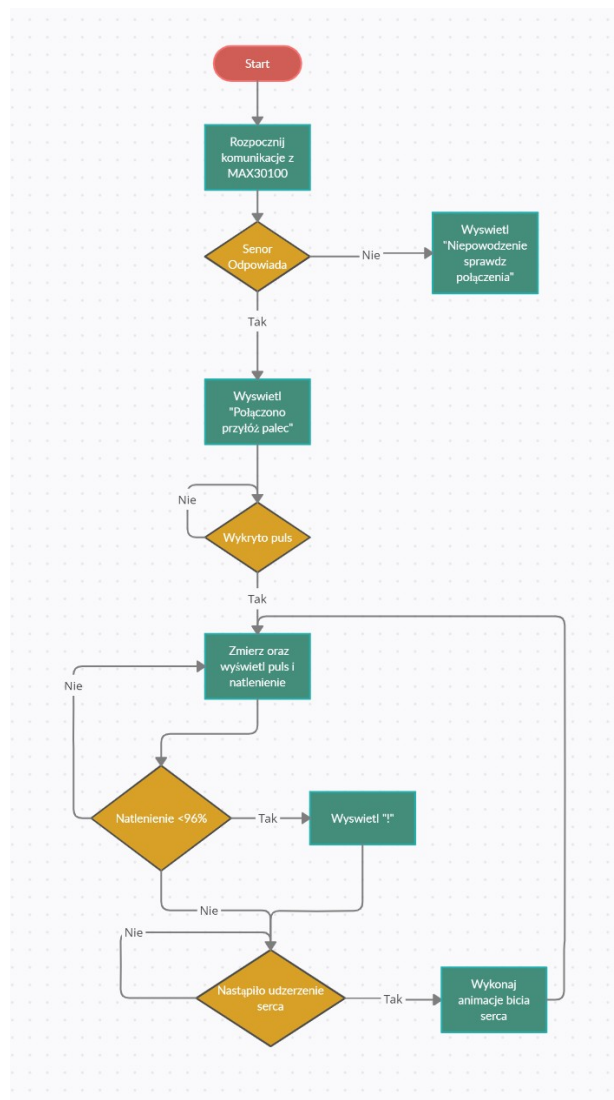 Start
Rozpocznij
komunikacje z
MAX30100
Senor
Odpowiada
Nie
Wyswietl
"Niepowodzenie
sprawdz
połączenia"
Tak
Wyswietl
"Połączono
przyłóż palec"
Nie
Wykryto puls
Tak
Zmierz oraz
wyświetl puls i
natlenienie
Nie
Natlenienie <96%
Tak
Wyswietl "!"
Nie
Nie
Nastąpiło udzerzenie
serca
Tak
Wykonaj
animacje bicia
serca